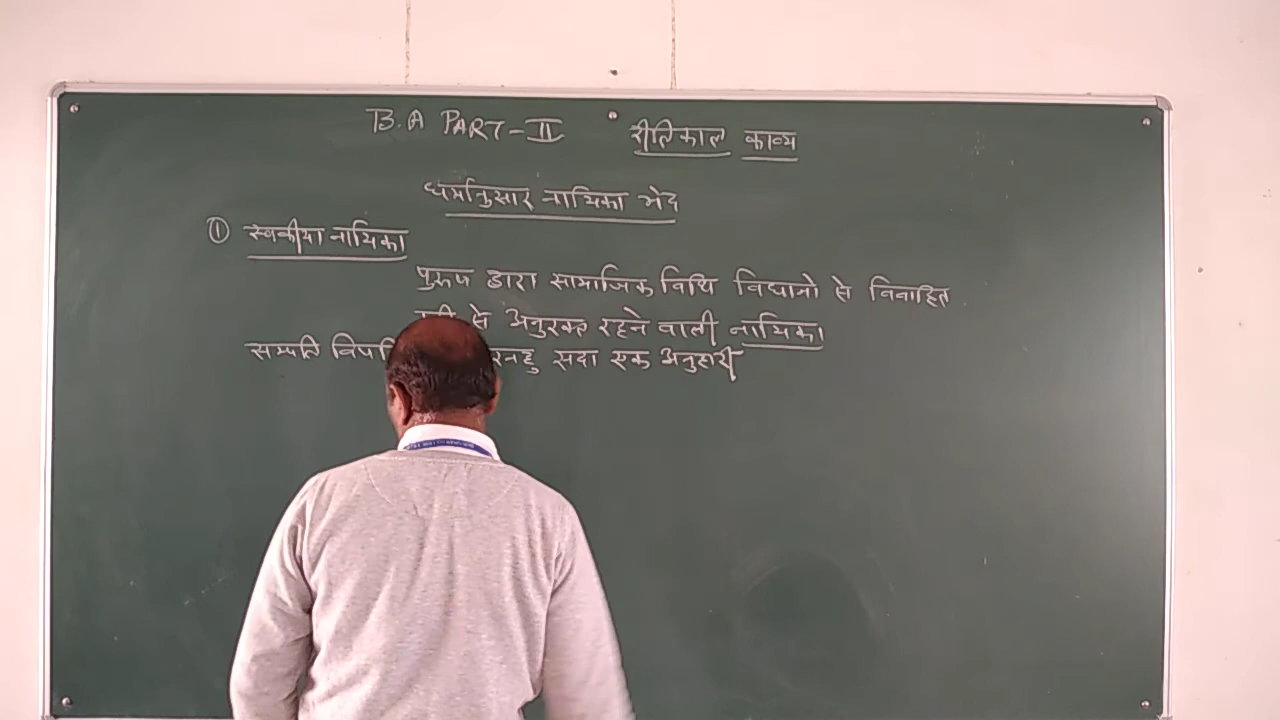 B.A PART-II रीतिकाल काव्य
धर्मानुसार नायिका भेद
① स्वकीया नायिका
पुरूष द्वारा सामाजिक विधि विधानो से विवाहित
से अनुरक्त रहने वाली नायिका
सम्पति सदा एक अनुहारी